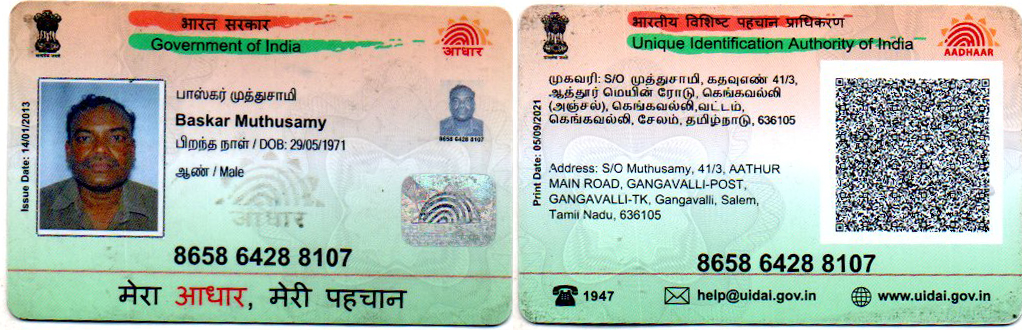 भारत सरकार
Government of India
आधार
Issue Date: 14/01/2013
பாஸ்கர் முத்துசாமி
Baskar Muthusamy
பிறந்த நாள் / DOB: 29/05/1971
ஆண் / Male
8658 6428 8107
आधार
8658 6428 8107
मेरा आधार, मेरी पहचान
भारतीय विशिष्ट पहचान प्राधिकरण
Unique Identification Authority of India
AADHAAR
Print Date: 05/09/2021
முகவரி: S/O முத்துசாமி, கதவுஎண் 41/3,
ஆத்தூர் மெயின் ரோடு, கெங்கவல்லி
(அஞ்சல்), கெங்கவல்லி,வட்டம்,
கெங்கவல்லி, சேலம், தமிழ்நாடு, 636105
Address: S/O Muthusamy, 41/3, AATHUR
MAIN ROAD, GANGAVALLI-POST,
GANGAVALLI-TK, Gangavalli, Salem,
Tamil Nadu, 636105
8658 6428 8107
1947
help@uidai.gov.in
www.uidai.gov.in